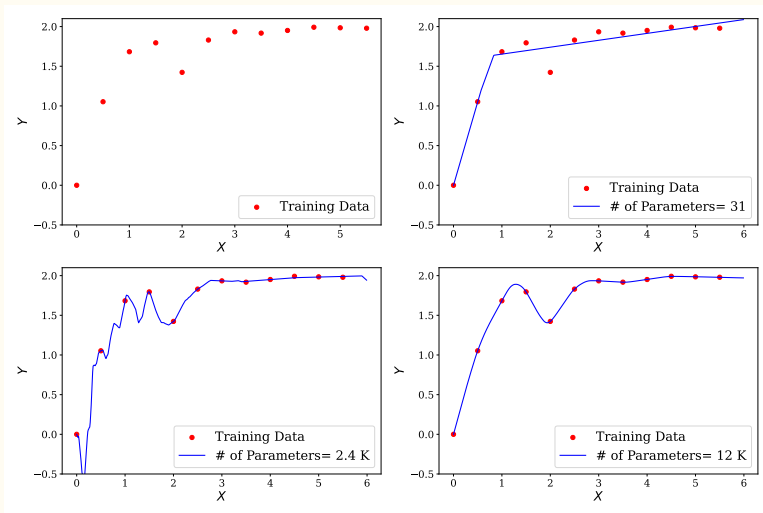 2.0
1.5
1.0
0.5
0.0
−0.5
Y
0 1 2 3 4 5
X
Training Data
2.0
1.5
1.0
0.5
0.0
−0.5
Y
0 1 2 3 4 5 6
X
Training Data
# of Parameters= 31
2.0
1.5
1.0
0.5
0.0
−0.5
Y
0 1 2 3 4 5 6
X
Training Data
# of Parameters= 2.4 K
2.0
1.5
1.0
0.5
0.0
−0.5
Y
0 1 2 3 4 5 6
X
Training Data
# of Parameters= 12 K